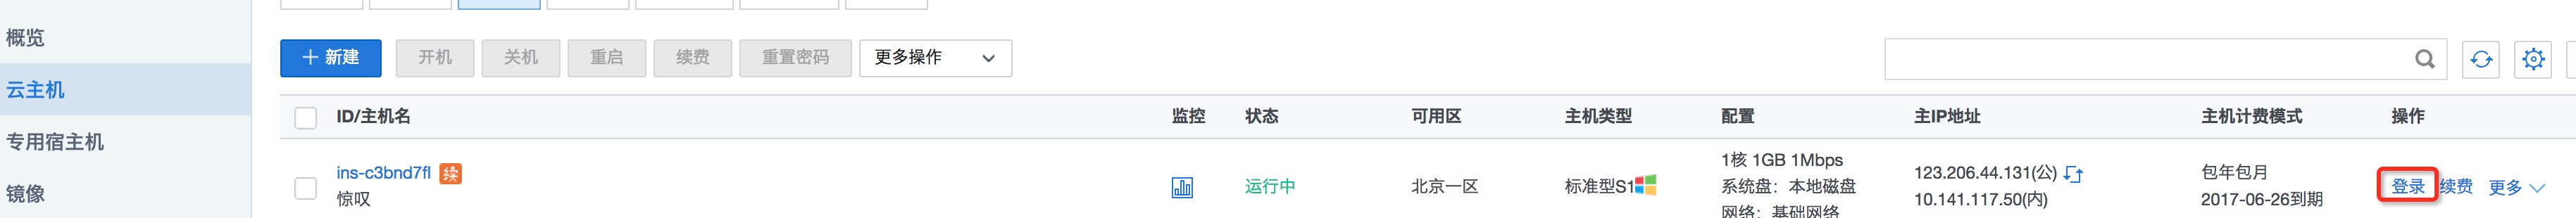 概览
云主机
专用宿主机
镜像
新建 开机 关机 重启 续费 重置密码 更多操作
ID/主机名 监控 状态 可用区 主机类型 配置 主IP地址 主机计费模式 操作
ins-c3bnd7fl 续
惊叹
运行中
北京一区
标准型S1
1核 1GB 1Mbps
系统盘：本地磁盘
网络：基础网络
123.206.44.131(公)
10.141.117.50(内)
包年包月
2017-06-26到期
登录 续费 更多